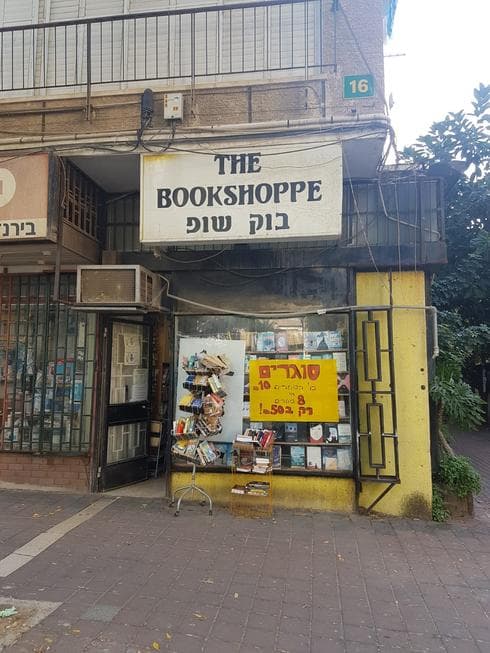 16
THE
BOOKSHOPPE
בוק שופ
סוגרים
כל הספרים 10 ₪
8 ספרים
רק ב50₪!